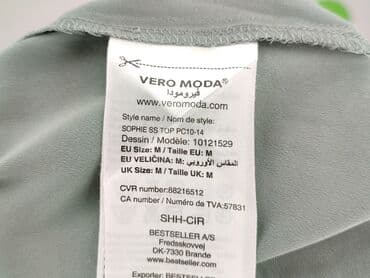 VERO MODA®
فيرومودا
www.veromoda.com
Style name / Nom de style:
SOPHIE SS TOP PC10-14
Dessin / Modèle: 10121529
EU Size: M / Taille EU: M
EU VELIČINA: M: المقاس الأوروبي
UK Size: M / Taille UK: M
CVR number:88216512
CA number / Numéro de TVA:57831
SHH-CIR
BESTSELLER A/S
Fredskovvej
DK-7330 Brande
www.bestseller.com
Exporter: BESTSELLER